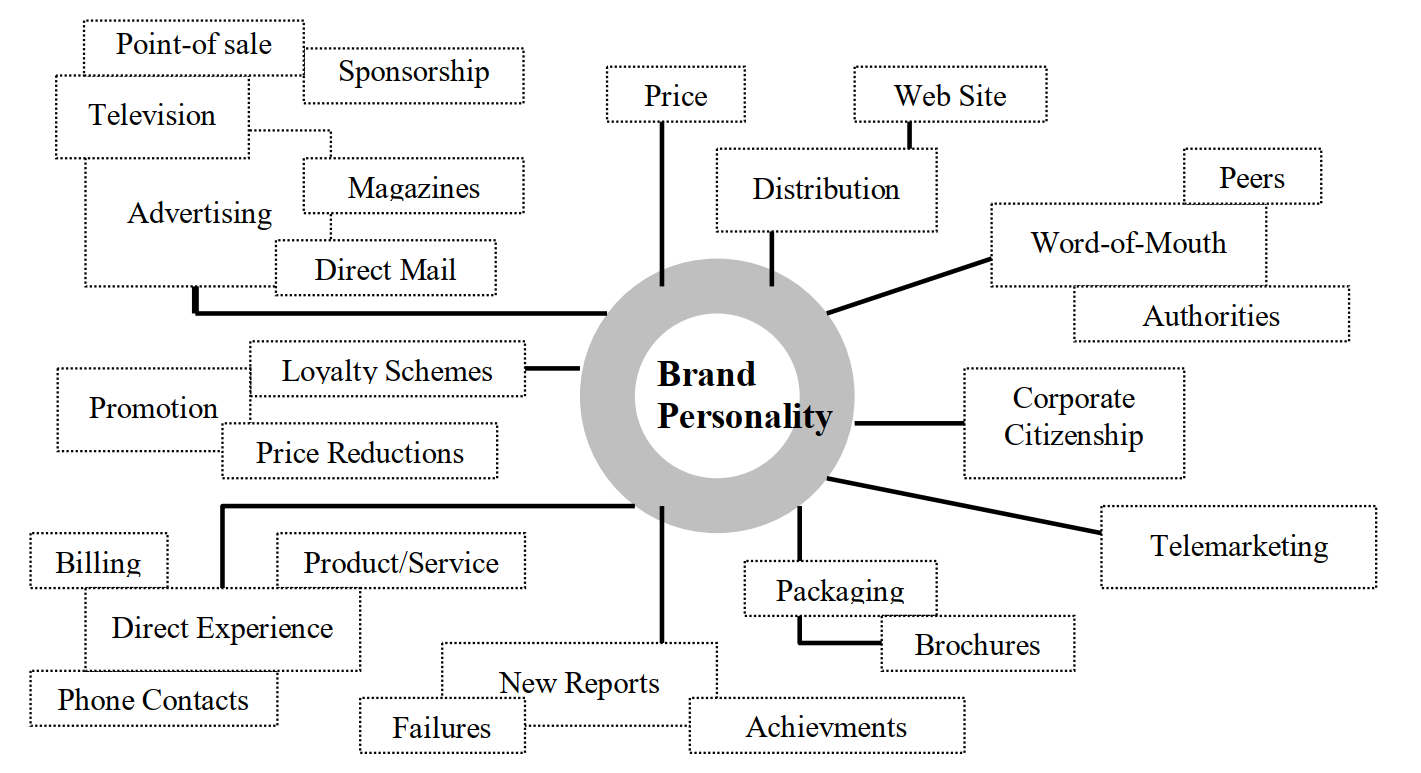 Point-of sale
Sponsorship
Television
Magazines
Advertising
Direct Mail
Price
Web Site
Distribution
Peers
Word-of-Mouth
Authorities
Loyalty Schemes
Promotion
Price Reductions
Brand
Personality
Corporate
Citizenship
Telemarketing
Billing
Product/Service
Direct Experience
Phone Contacts
New Reports
Failures
Achievments
Packaging
Brochures